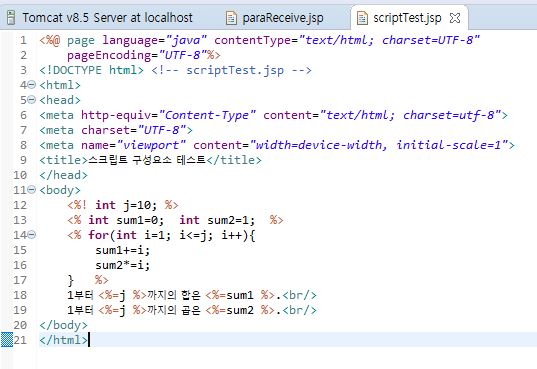 Tomcat v8.5 Server at localhost paraReceive.jsp scriptTest.jsp
1 <%@ page language="java" contentType="text/html; charset=UTF-8"
2 pageEncoding="UTF-8"%>
3 <!DOCTYPE html> <!-- scriptTest.jsp -->
4 <html>
5 <head>
6 <meta http-equiv="Content-Type" content="text/html; charset=utf-8">
7 <meta charset="UTF-8">
8 <meta name="viewport" content="width=device-width, initial-scale=1">
9 <title>스크립트 구성요소 테스트</title>
10 </head>
11 <body>
12 <%! int j=10; %>
13 <% int sum1=0;  int sum2=1;  %>
14 <% for(int i=1; i<=j; i++){
15 sum1+=i;
16 sum2*=i;
17 }   %>
18 1부터 <%=j %>까지의 합은 <%=sum1 %>.<br/>
19 1부터 <%=j %>까지의 곱은 <%=sum2 %>.<br/>
20 </body>
21 </html>